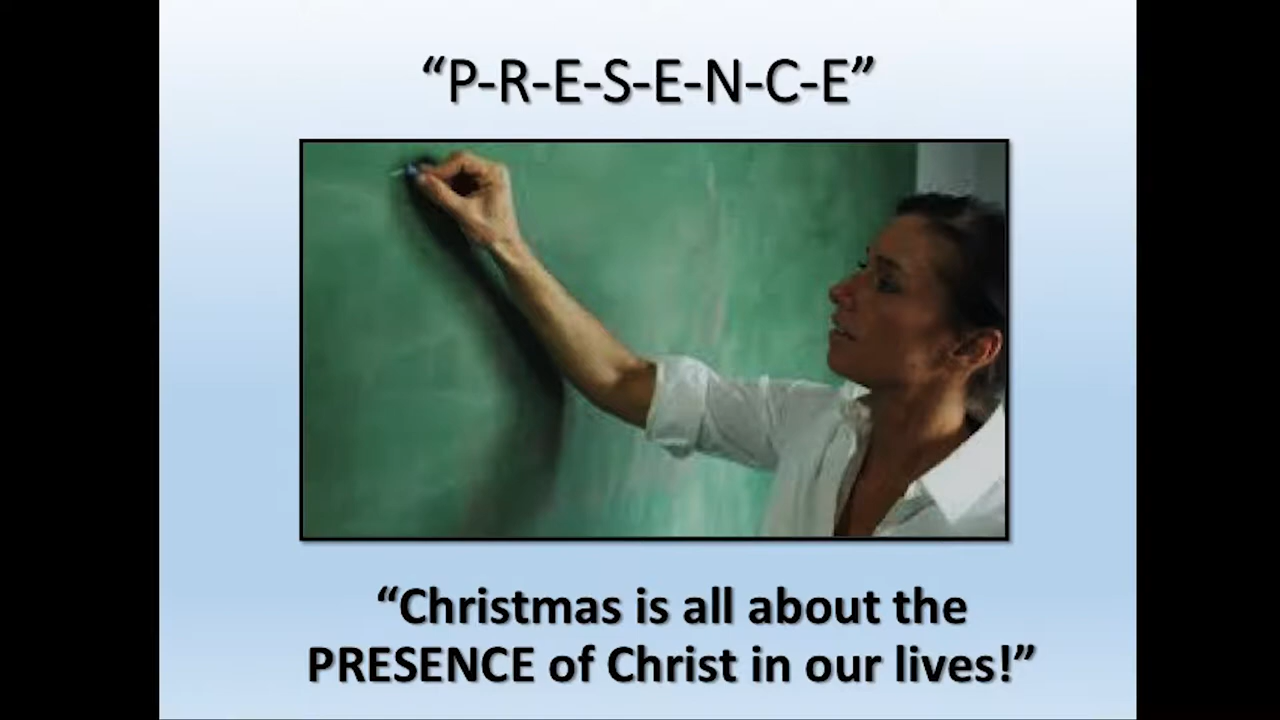 “P-R-E-S-E-N-C-E”
“Christmas is all about the
PRESENCE of Christ in our lives!”